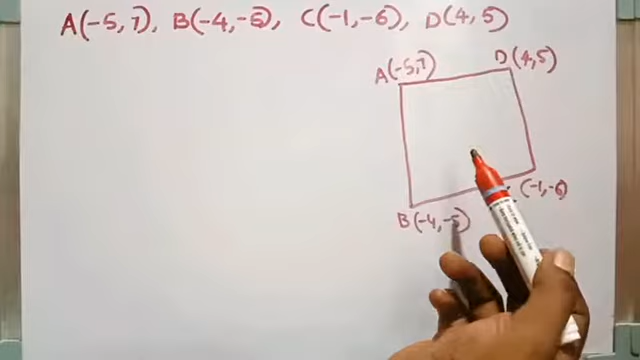 A(-5,7), B(-4,-5), C(-1,-6), D(4,5)
D(4,5)
A(-5,7)
(-1,-6)
B(-4,-5)